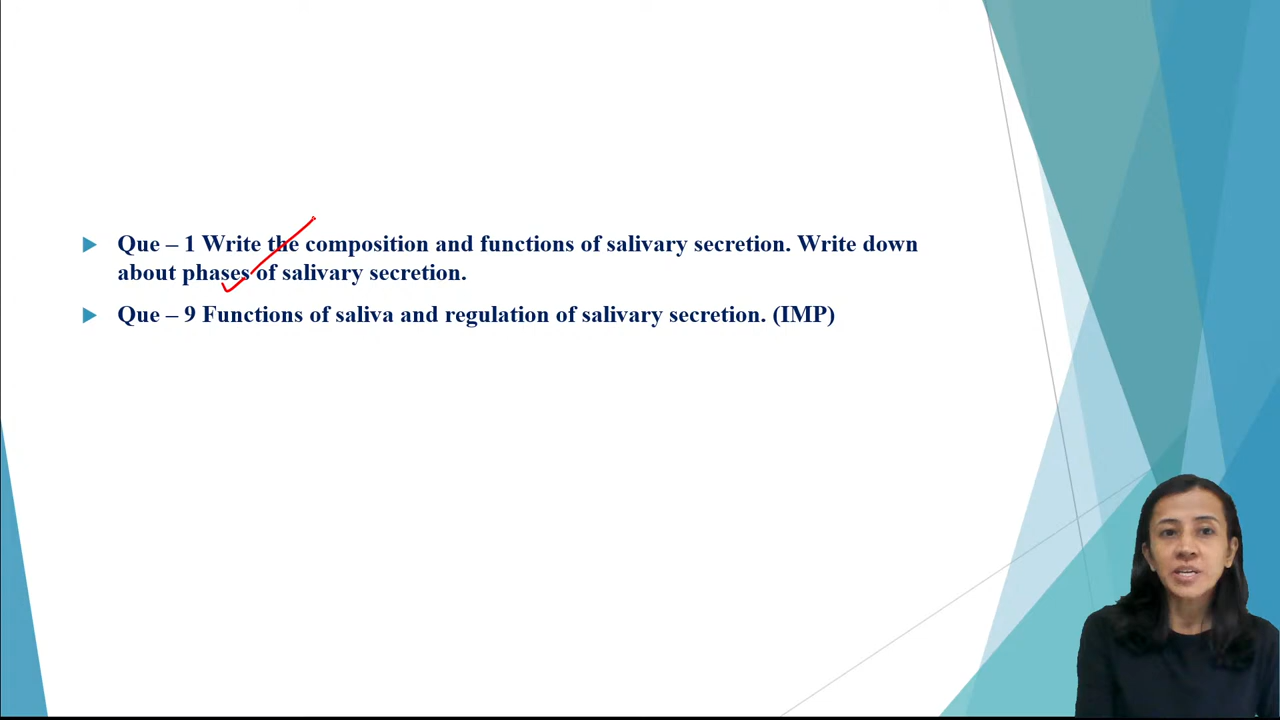 Que – 1 Write the composition and functions of salivary secretion. Write down
about phases of salivary secretion.
Que – 9 Functions of saliva and regulation of salivary secretion. (IMP)